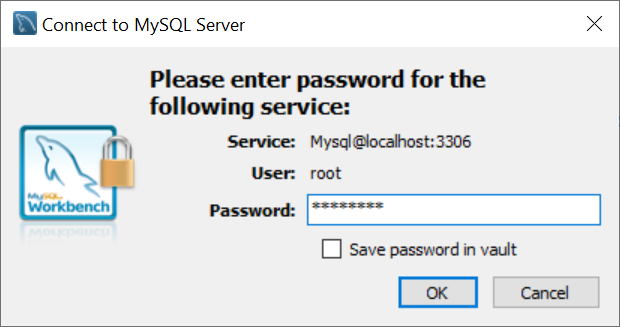 Connect to MySQL Server
Please enter password for the
following service:
Service: Mysql@localhost:3306
User: root
Password: ********
MySQL
Workbench
Save password in vault
OK Cancel